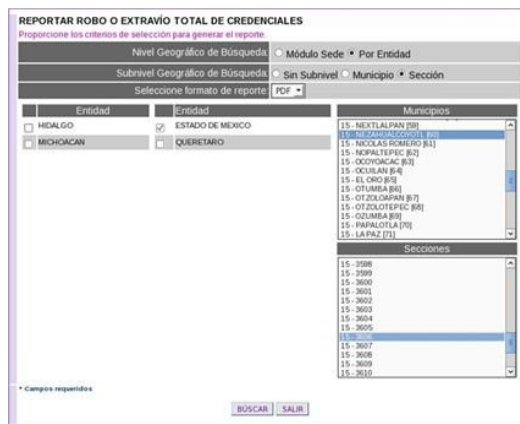 REPORTAR ROBO O EXTRAVÍO TOTAL DE CREDENCIALES
Proporcione los criterios de selección para generar el reporte.
Nivel Geográfico de Búsqueda: Módulo Sede Por Entidad
Subnivel Geográfico de Búsqueda: Sin Subnivel Municipio Sección
Seleccione formato de reporte: PDF
Entidad Entidad
HIDALGO ESTADO DE MEXICO
MICHOACAN QUERETARO
Municipios
15 - NEXTLALPAN [59]
15 - NEZAHUALCOYOTL [60]
15 - NICOLAS ROMERO [61]
15 - NOPALTEPEC [62]
15 - OCOYOACAC [63]
15 - OCUILAN [64]
15 - EL ORO [65]
15 - OTUMBA [66]
15 - OTZOLOAPAN [67]
15 - OTZOLOTEPEC [68]
15 - OZUMBA [69]
15 - PAPALOTLA [70]
15 - LA PAZ [71]
Secciones
15 - 3598
15 - 3599
15 - 3600
15 - 3601
15 - 3602
15 - 3603
15 - 3604
15 - 3605
15 - 3606
15 - 3607
15 - 3608
15 - 3609
15 - 3610
* Campos requeridos
BÚSCAR SALIR